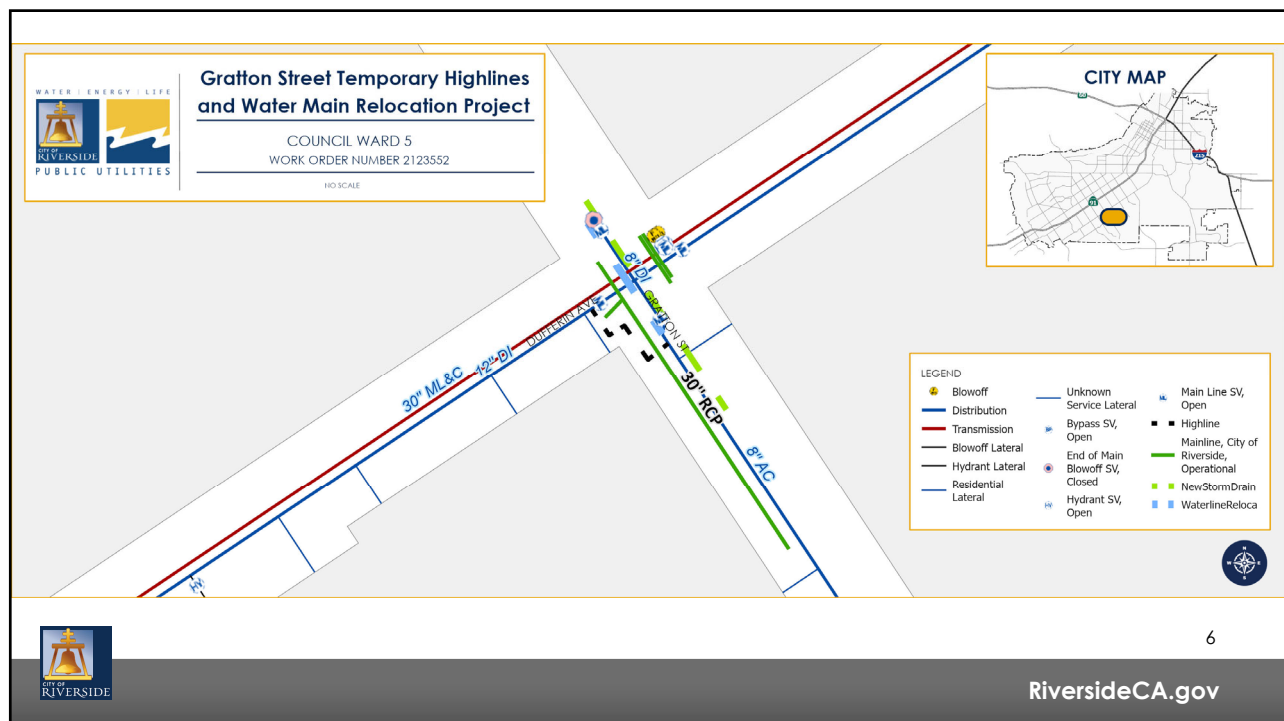 WATER | ENERGY | LIFE
CITY OF
RIVERSIDE
PUBLIC UTILITIES
Gratton Street Temporary Highlines
and Water Main Relocation Project
COUNCIL WARD 5
WORK ORDER NUMBER 2123552
NO SCALE
CITY MAP
60
215
91
8" DI
GRATTON ST
DUFFERIN AVE
30" ML&C
12" DI
30"-RCP
8" AC
HV
LEGEND
Blowoff
Distribution
Transmission
Blowoff Lateral
Hydrant Lateral
Residential
Lateral
Unknown
Service Lateral
Bypass SV,
Open
End of Main
Blowoff SV,
Closed
Hydrant SV,
Open
Main Line SV,
Open
Highline
Mainline, City of
Riverside,
Operational
NewStormDrain
WaterlineReloca
N
W
E
S
6
CITY OF
RIVERSIDE
RiversideCA.gov